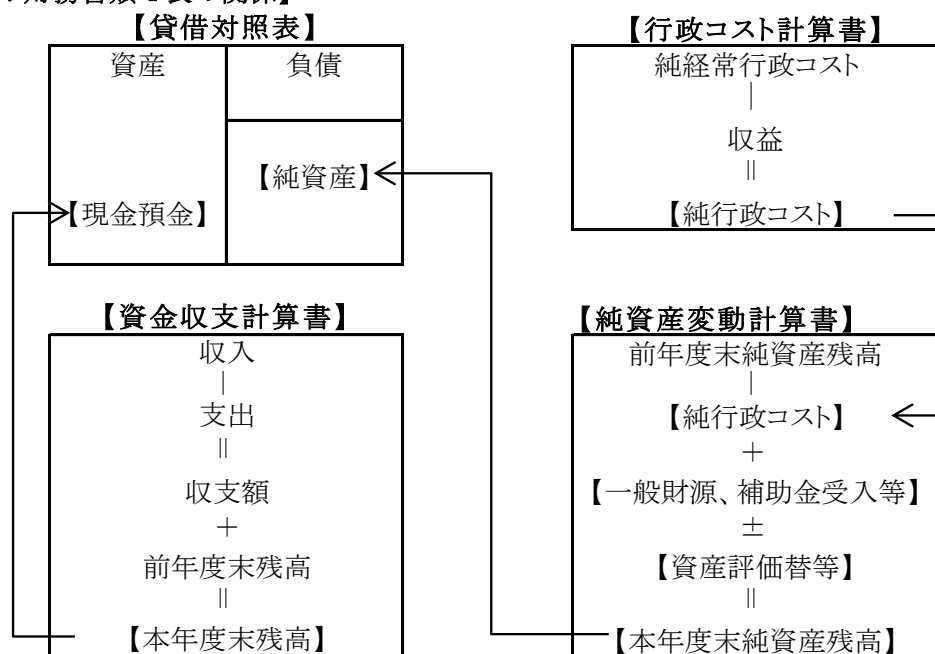 【貸借対照表】
資産
負債
【純資産】
【現金預金】
【行政コスト計算書】
純経常行政コスト
|
収益
||
【純行政コスト】
【資金収支計算書】
収入
|
支出
||
収支額
＋
前年度末残高
||
【本年度末残高】
【純資産変動計算書】
前年度末純資産残高
|
【純行政コスト】
＋
【一般財源、補助金受入等】
±
【資産評価替等】
||
【本年度末純資産残高】